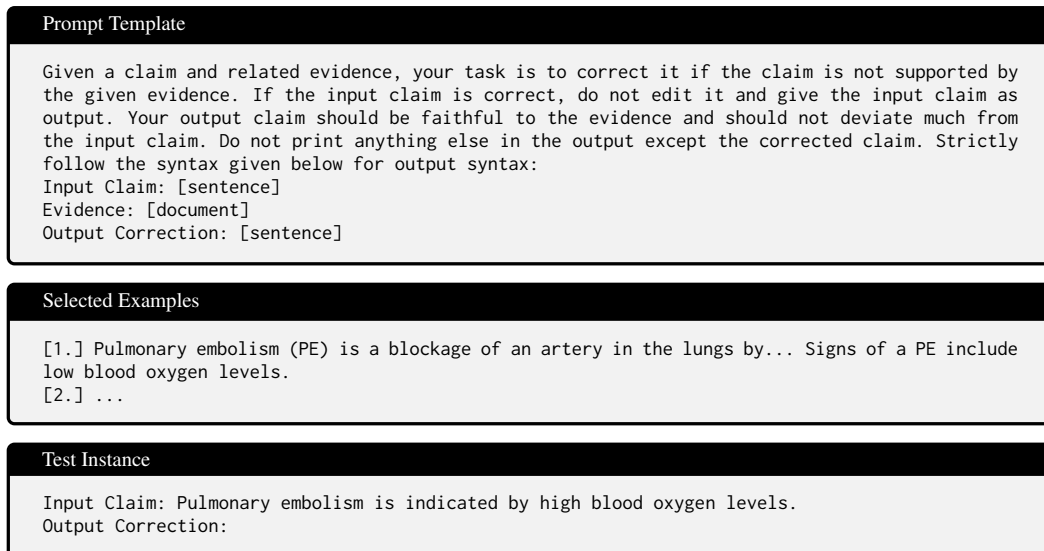 Prompt Template
Given a claim and related evidence, your task is to correct it if the claim is not supported by
the given evidence. If the input claim is correct, do not edit it and give the input claim as
output. Your output claim should be faithful to the evidence and should not deviate much from
the input claim. Do not print anything else in the output except the corrected claim. Strictly
follow the syntax given below for output syntax:
Input Claim: [sentence]
Evidence: [document]
Output Correction: [sentence]
Selected Examples
[1.] Pulmonary embolism (PE) is a blockage of an artery in the lungs by... Signs of a PE include
low blood oxygen levels.
[2.] ...
Test Instance
Input Claim: Pulmonary embolism is indicated by high blood oxygen levels.
Output Correction: